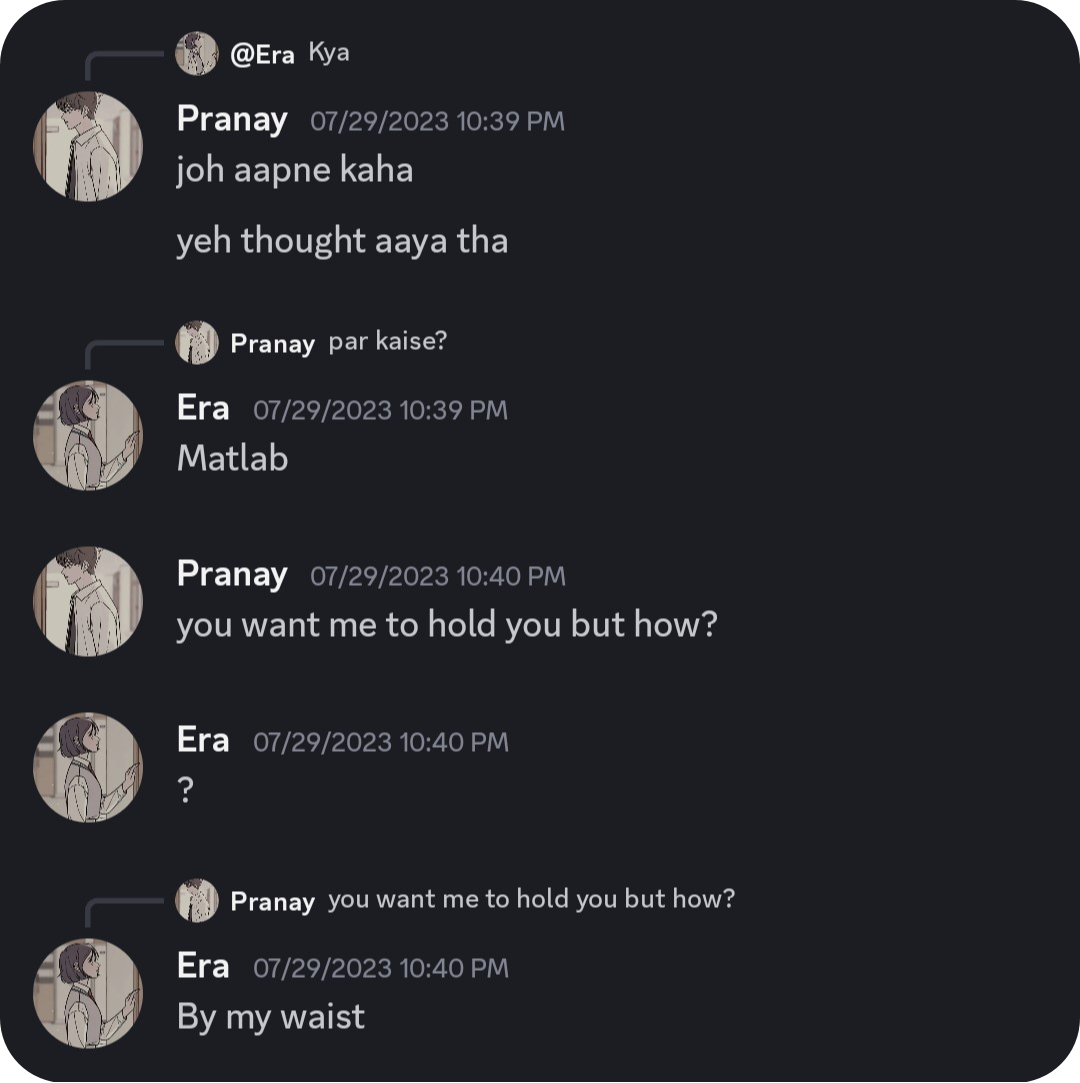 @Era Kya
Pranay 07/29/2023 10:39 PM
joh aapne kaha
yeh thought aaya tha
Pranay par kaise?
Era 07/29/2023 10:39 PM
Matlab
Pranay 07/29/2023 10:40 PM
you want me to hold you but how?
Era 07/29/2023 10:40 PM
?
Pranay you want me to hold you but how?
Era 07/29/2023 10:40 PM
By my waist